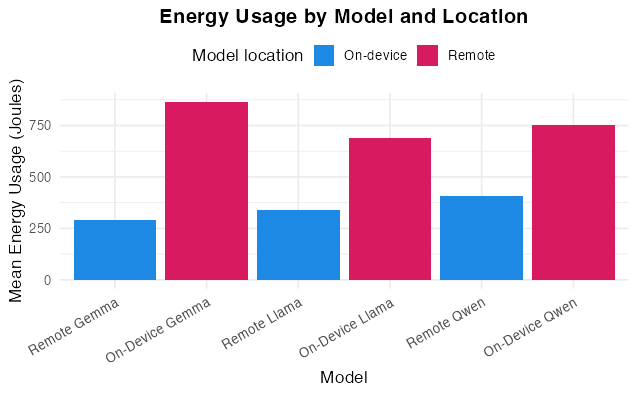 Energy Usage by Model and Location
Model location On-device Remote
Mean Energy Usage (Joules)
750
500
250
0
Remote Gemma
On-Device Gemma
Remote Llama
On-Device Llama
Remote Qwen
On-Device Qwen
Model